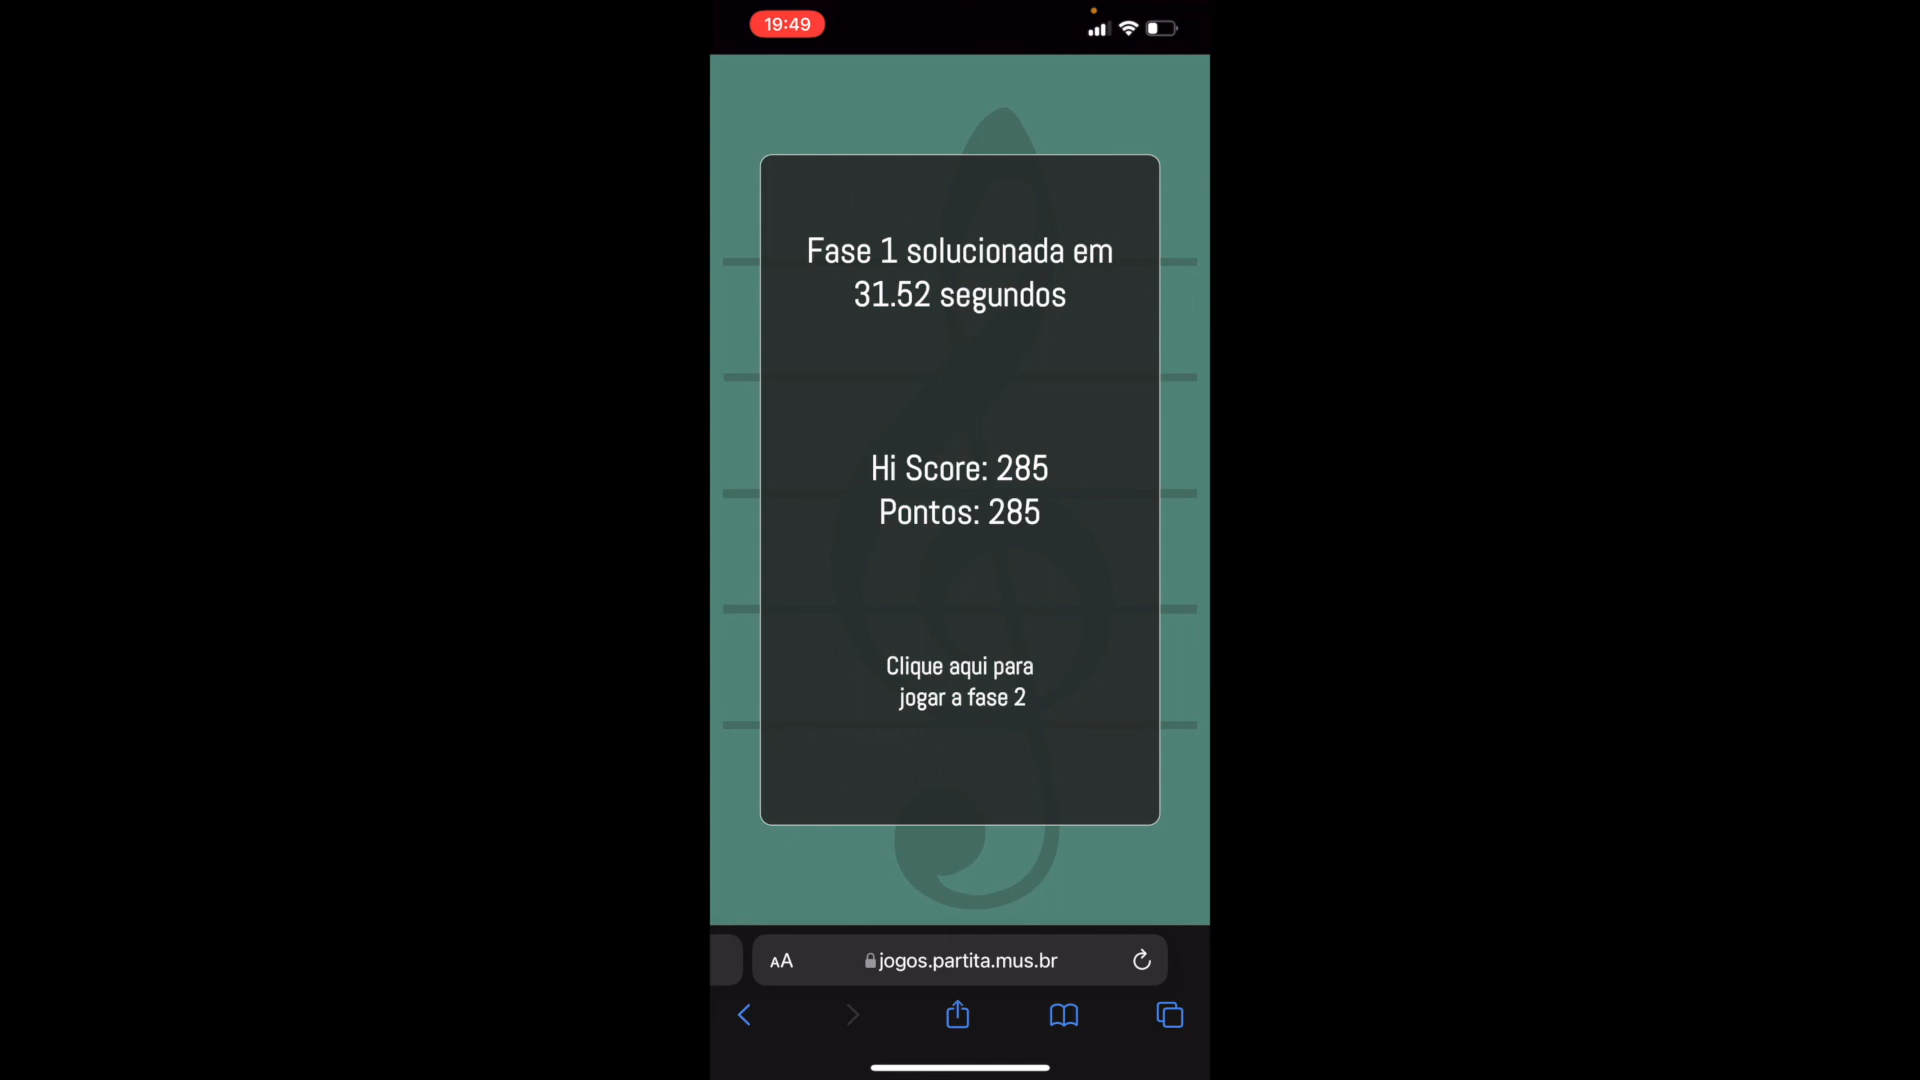 19:49
Fase 1 solucionada em
31.52 segundos
Hi Score: 285
Pontos: 285
Clique aqui para
jogar a fase 2
AA
jogos.partita.mus.br